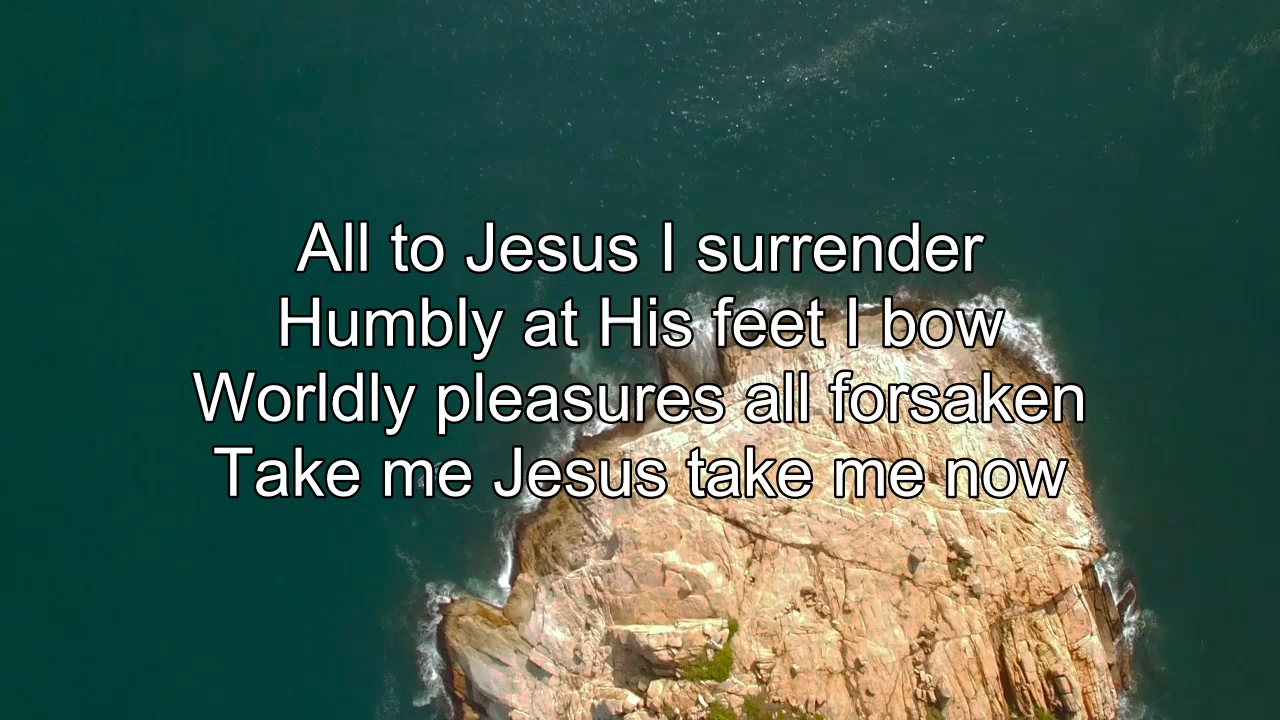 All to Jesus I surrender
Humbly at His feet I bow
Worldly pleasures all forsaken
Take me Jesus take me now